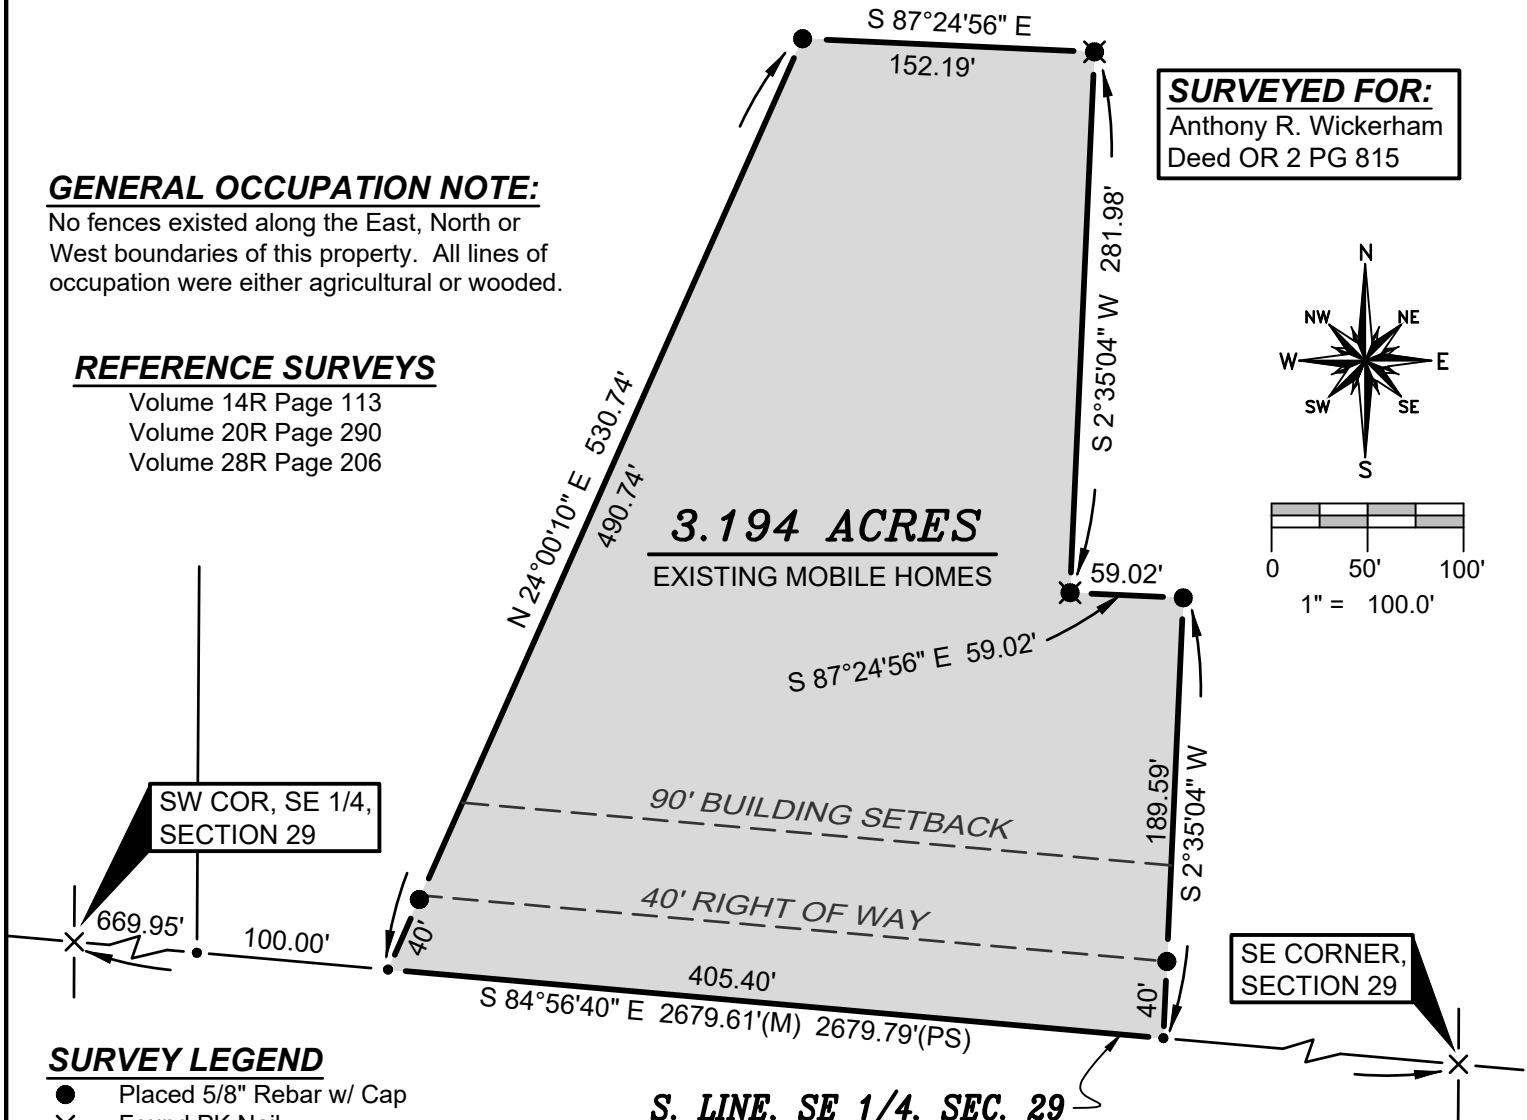 S 87°24'56" E
152.19'
SURVEYED FOR:
Anthony R. Wickerham
Deed OR 2 PG 815
GENERAL OCCUPATION NOTE:
No fences existed along the East, North or
West boundaries of this property.  All lines of
occupation were either agricultural or wooded.
S 2°35'04" W  281.98'
N
NW
NE
W
E
SW
SE
S
REFERENCE SURVEYS
Volume 14R Page 113
Volume 20R Page 290
Volume 28R Page 206
N 24°00'10" E  530.74'
490.74'
3.194 ACRES
EXISTING MOBILE HOMES
59.02'
0
50'
100'
1" =   100.0'
S 87°24'56" E  59.02'
189.59'
S 2°35'04" W
90' BUILDING SETBACK
SW COR, SE 1/4,
SECTION 29
40' RIGHT OF WAY
669.95'
100.00'
40'
405.40'
S 84°56'40" E  2679.61'(M)  2679.79'(PS)
40'
SE CORNER,
SECTION 29
SURVEY LEGEND
Placed 5/8" Rebar w/ Cap
Found PK Nail
S. LINE, SE 1/4, SEC. 29